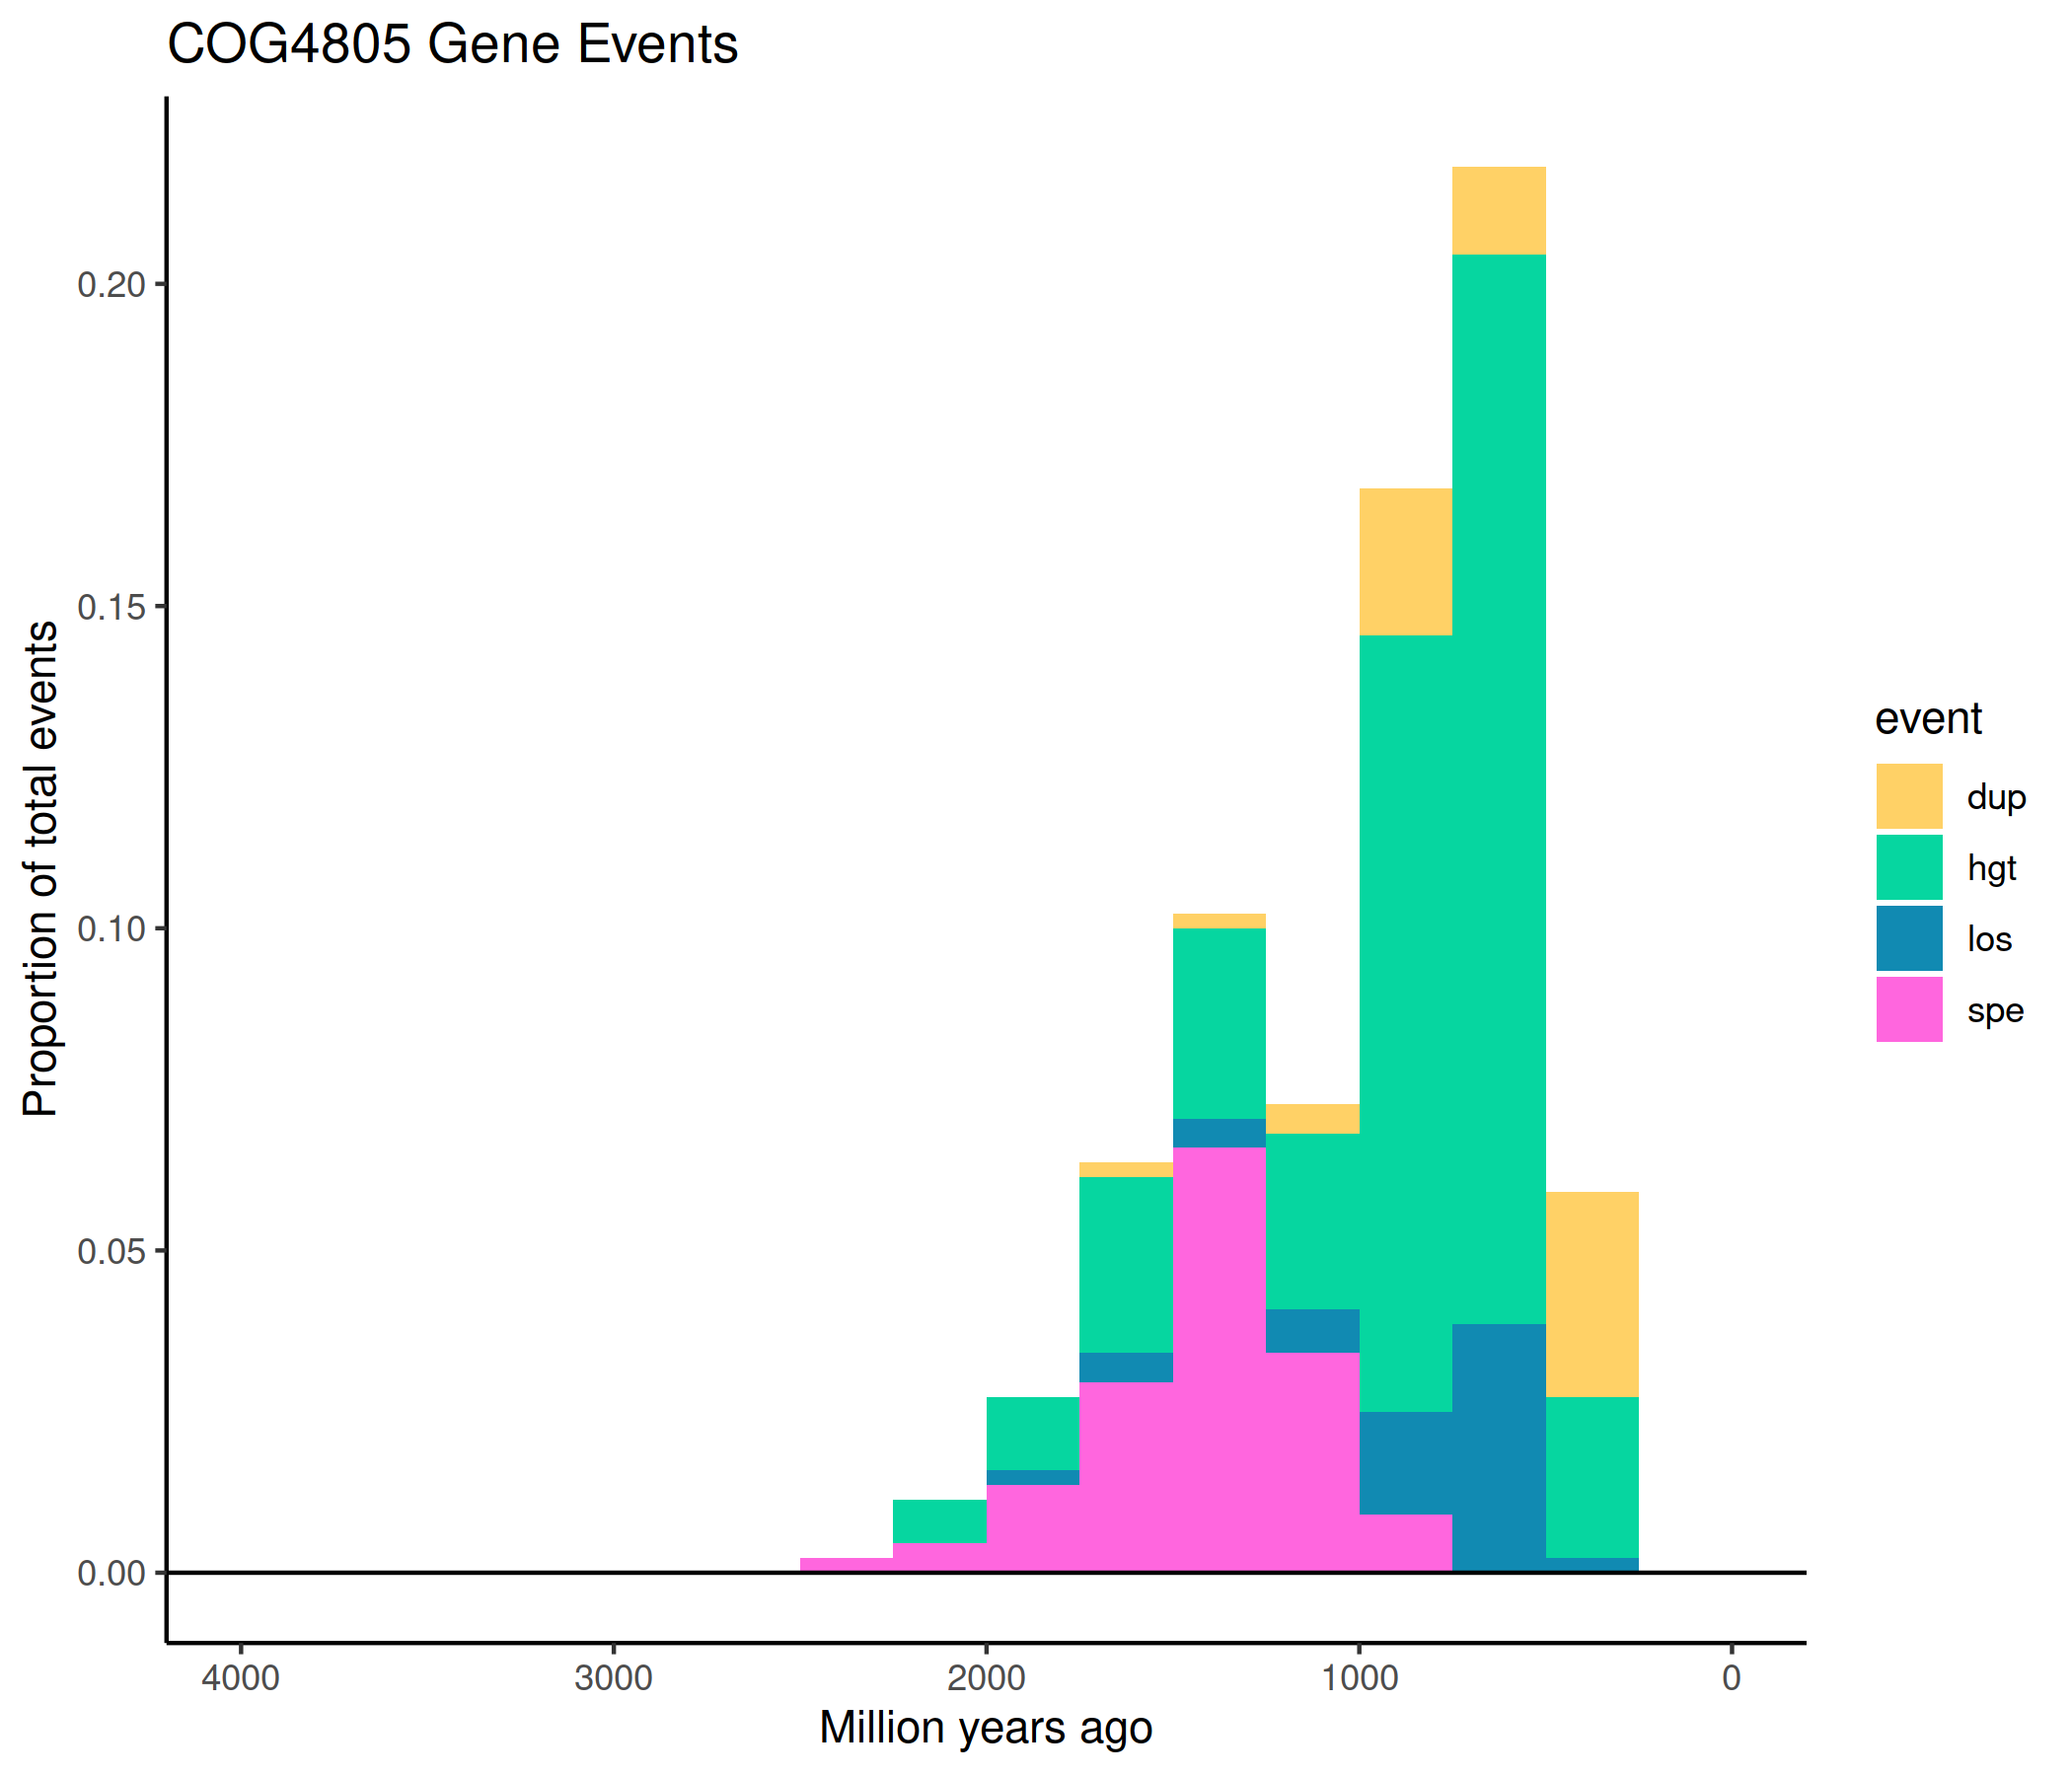 COG4805 Gene Events
Proportion of total events
0.20
0.15
0.10
0.05
0.00
4000 3000 2000 1000 0
Million years ago
event
dup
hgt
los
spe